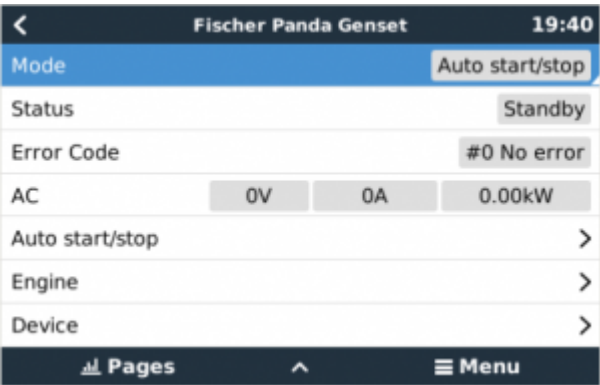 Fischer Panda Genset 19:40
Mode Auto start/stop
Status Standby
Error Code #0 No error
AC 0V 0A 0.00kW
Auto start/stop
Engine
Device
Pages Menu